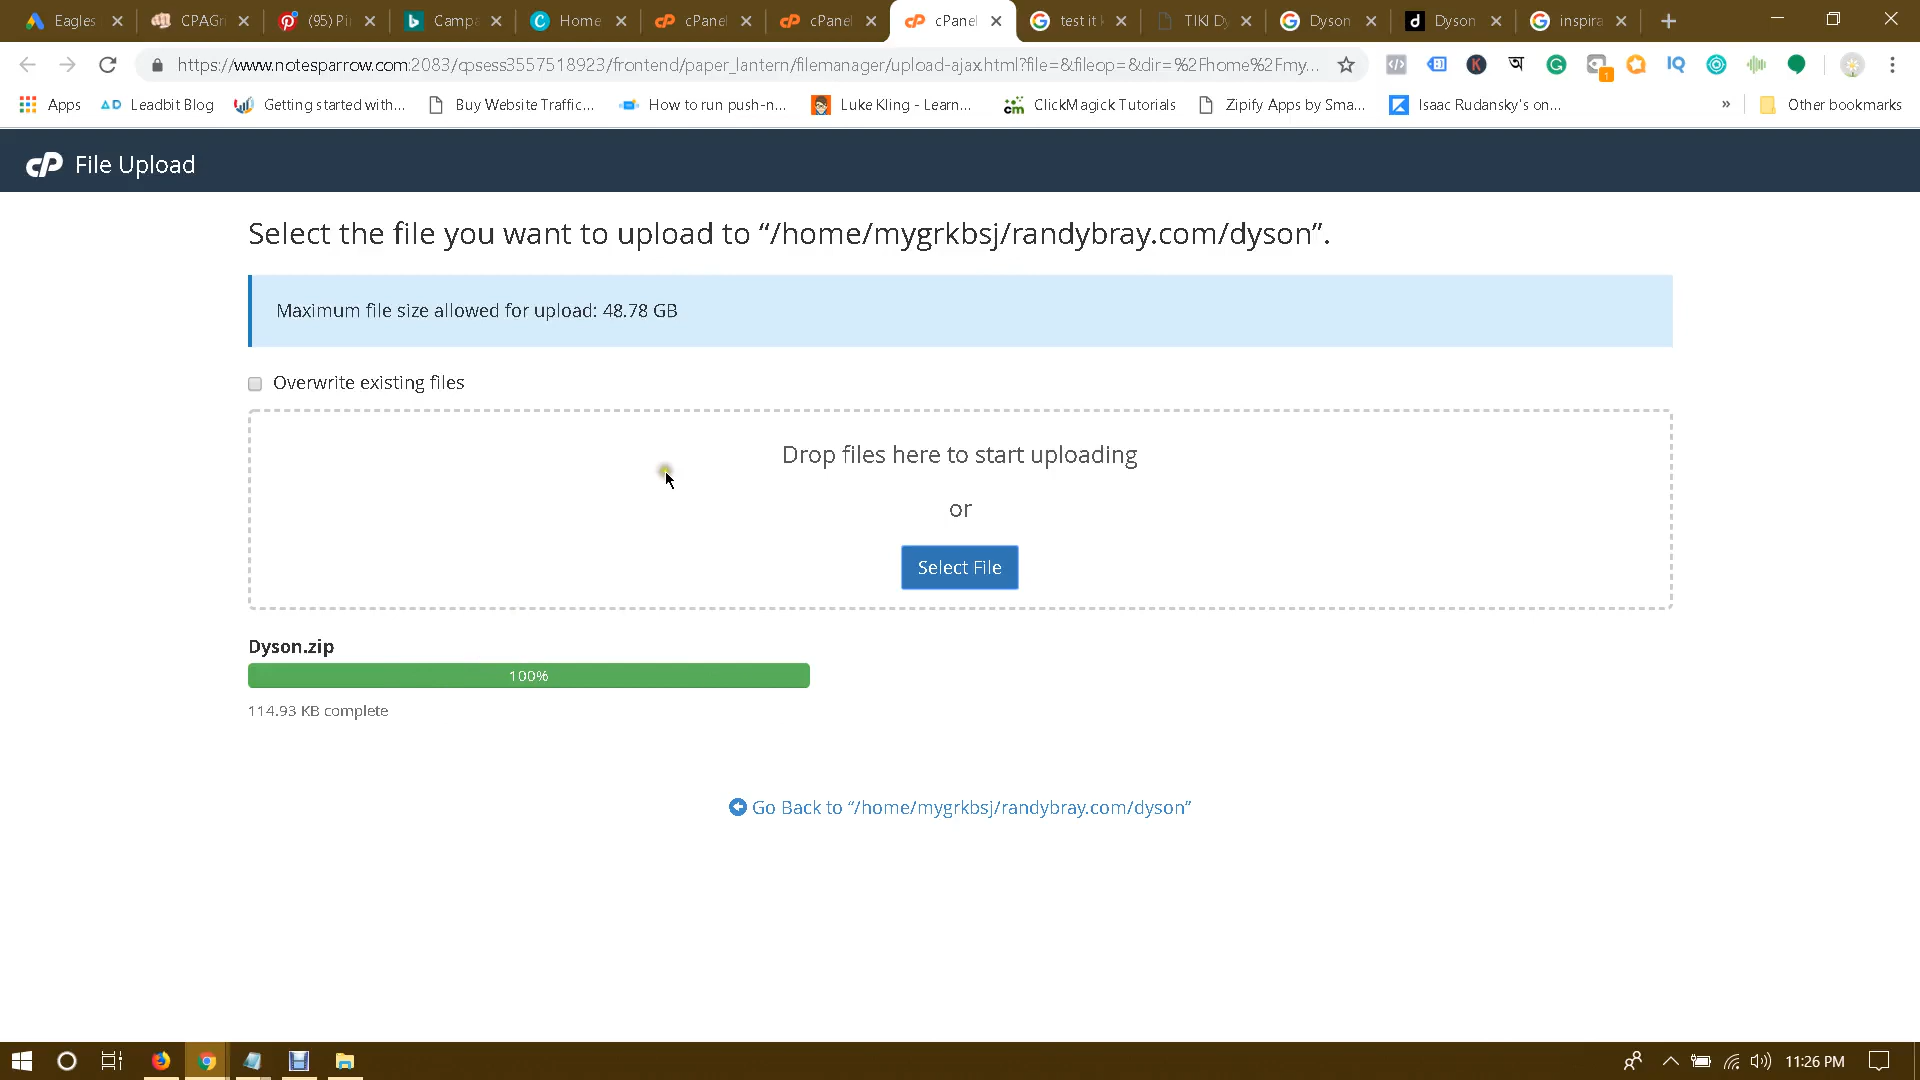 Eagles
CPAGri
(95) Pi
Camp
Home
cPanel
cPanel
cPanel
test it
TIKI D
Dyson
Dyson
inspira
https://www.notesparrow.com:2083/cpsess3557518923/frontend/paper_lantern/filemanager/upload-ajax.html?file=&fileop=&dir=%2Fhome%2Fmy...
Apps
Leadbit Blog
Getting started with...
Buy Website Traffic...
How to run push-n...
Luke Kling - Learn...
ClickMagick Tutorials
Zipify Apps by Sma...
Isaac Rudansky's on...
»
Other bookmarks
cP File Upload
Select the file you want to upload to “/home/mygrkbsj/randybray.com/dyson”.
Maximum file size allowed for upload: 48.78 GB
Overwrite existing files
Drop files here to start uploading
or
Select File
Dyson.zip
100%
114.93 KB complete
Go Back to “/home/mygrkbsj/randybray.com/dyson”
11:26 PM